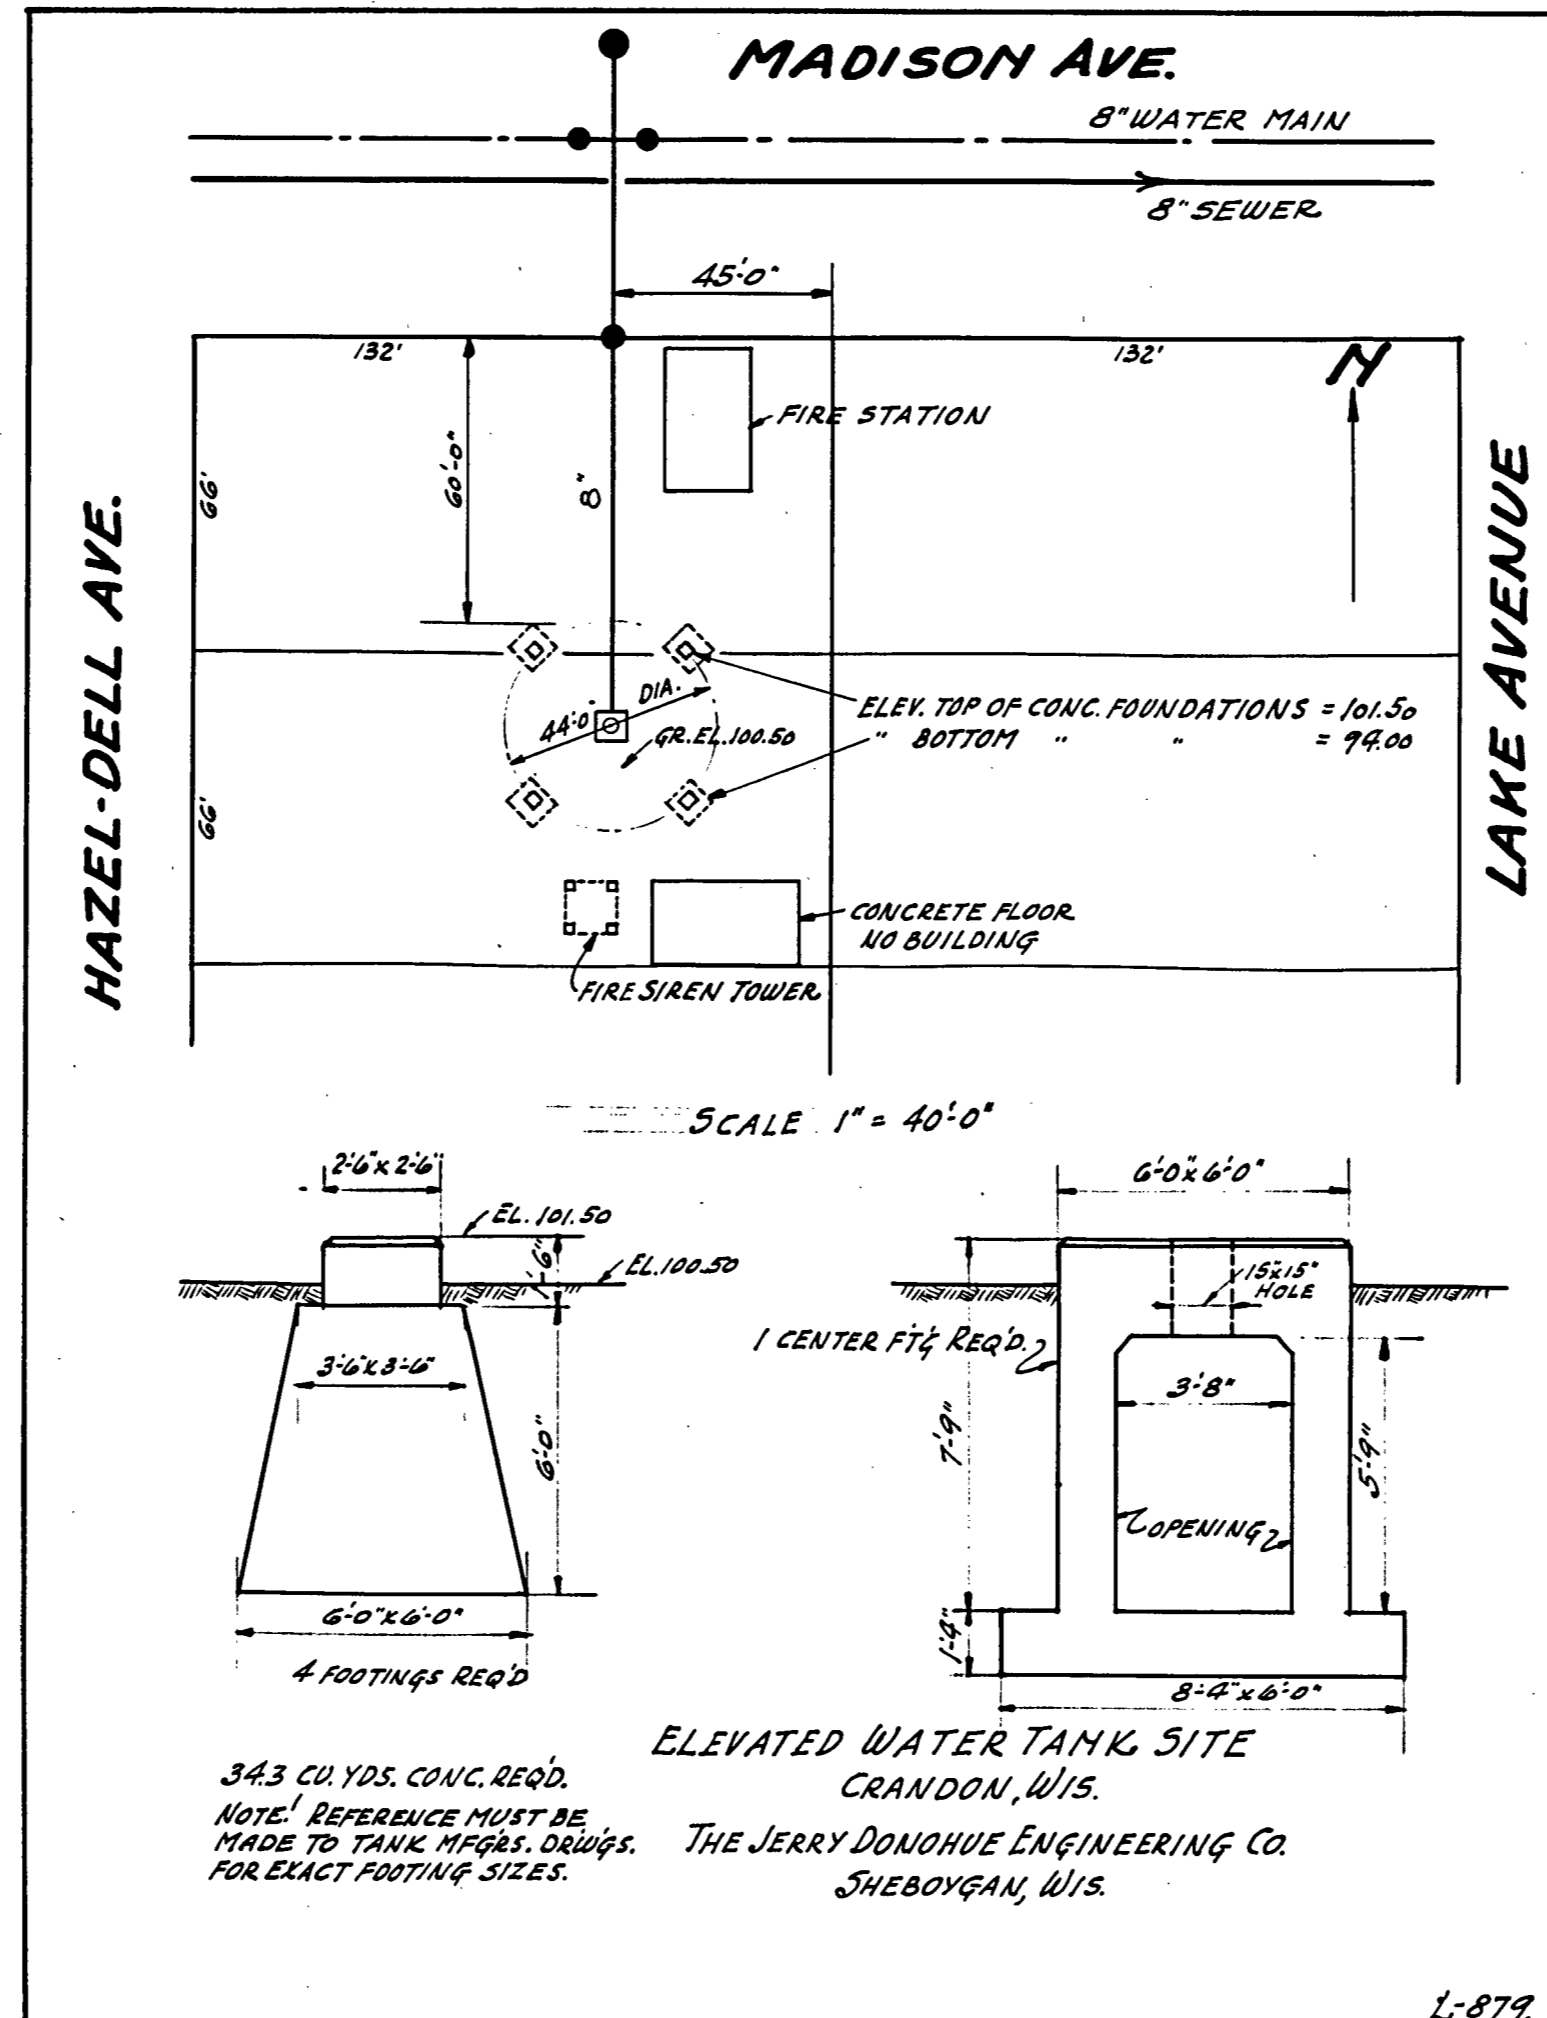 MADISON AVE.
8" WATER MAIN
8" SEWER
45'-0"
132'
132'
N
FIRE STATION
60'-0"
8"
66'
HAZEL-DELL AVE.
LAKE AVENUE
DIA.
44'-0"
GR.EL.100.50
ELEV. TOP OF CONC. FOUNDATIONS = 101.50
" BOTTOM " " = 94.00
66'
CONCRETE FLOOR
NO BUILDING
FIRE SIREN TOWER
SCALE 1" = 40'-0"
2'-6" x 2'-6"
EL. 101.50
1'-6"
EL.100.50
3'-6" x 3'-6"
6'-0"
6'-0" x 6'-0"
4 FOOTINGS REQ'D
6'-0 x 6'-0"
15" x 15"
HOLE
1 CENTER FT'G REQ'D.
3'-8"
7'-9"
5'-9"
OPENING
1'-4"
8'-4" x 6'-0"
34.3 CU. YDS. CONC. REQ'D.
NOTE! REFERENCE MUST BE
MADE TO TANK MFGRS. DRW'GS.
FOR EXACT FOOTING SIZES.
ELEVATED WATER TANK SITE
CRANDON, WIS.
THE JERRY DONOHUE ENGINEERING CO.
SHEBOYGAN, WIS.
L-879.